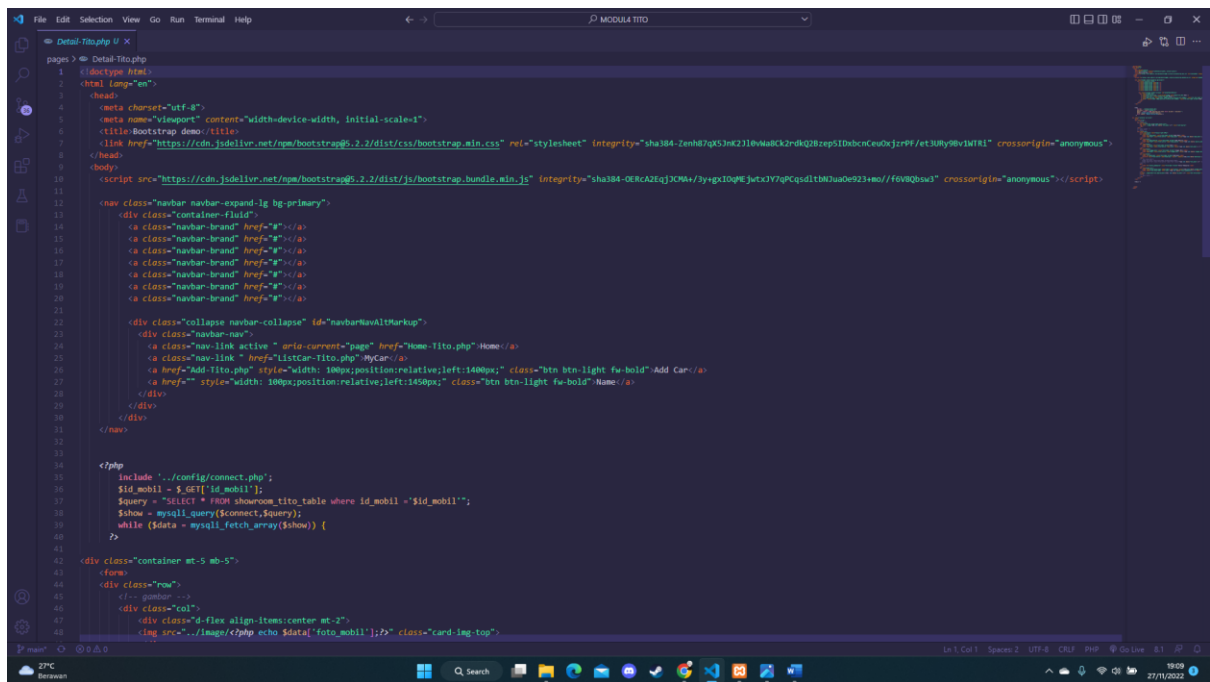 File Edit Selection View Go Run Terminal Help
MODUL4 TITO
Detail-Tito.php U
pages > Detail-Tito.php
1 <!doctype html>
2 <html lang="en">
3 <head>
4 <meta charset="utf-8">
5 <meta name="viewport" content="width=device-width, initial-scale=1">
6 <title>Bootstrap demo</title>
7 <link href="https://cdn.jsdelivr.net/npm/bootstrap@5.2.2/dist/css/bootstrap.min.css" rel="stylesheet" integrity= crossorigin="anonymous">
8 </head>
9 <body>
10 <script src="https://cdn.jsdelivr.net/npm/bootstrap@5.2.2/dist/js/bootstrap.bundle.min.js" integrity= crossorigin="anonymous"></script>
11
12 <nav class="navbar navbar-expand-lg bg-primary">
13 <div class="container-fluid">
14 <a class="navbar-brand" href="#"></a>
15 <a class="navbar-brand" href="#"></a>
16 <a class="navbar-brand" href="#"></a>
17 <a class="navbar-brand" href="#"></a>
18 <a class="navbar-brand" href="#"></a>
19 <a class="navbar-brand" href="#"></a>
20 <a class="navbar-brand" href="#"></a>
21
22 <div class="collapse navbar-collapse" id="navbarNavAltMarkup">
23 <div class="navbar-nav">
24 <a class="nav-link active " aria-current="page" href="Home-Tito.php">Home</a>
25 <a class="nav-link " href="ListCar-Tito.php">MyCar</a>
26 <a href="Add-Tito.php" style="width: 100px;position:relative;left:1400px;" class="btn btn-light fw-bold">Add Car</a>
27 <a href="" style="width: 100px;position:relative;left:1450px;" class="btn btn-light fw-bold">Name</a>
28 </div>
29 </div>
30 </div>
31 </nav>
32
33
34 <?php
35 include '../config/connect.php';
36 $id_mobil = $_GET['id_mobil'];
37 $query = "SELECT * FROM showroom_tito_table where id_mobil ='$id_mobil'";
38 $show = mysqli_query($connect,$query);
39 while ($data = mysqli_fetch_array($show)) {
40 ?>
41
42 <div class="container mt-5 mb-5">
43 <form>
44 <div class="row">
45 <!-- gambar -->
46 <div class="col">
47 <div class="d-flex align-items:center mt-2">
48 <img src="../image/<?php echo $data['foto_mobil'];?>" class="card-img-top">
main* 0 0 Ln 1, Col 1 Spaces: 2 UTF-8 CRLF PHP Go Live 8.1
27°C
Berawan
Search
19:09
27/11/2022